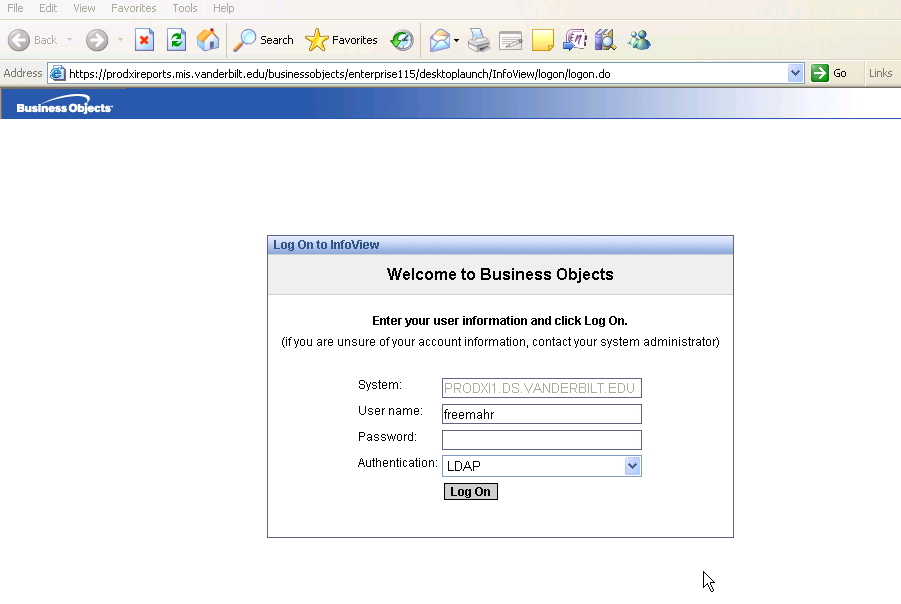 File Edit View Favorites Tools Help
Back Search Favorites
Address https://prodxireports.mis.vanderbilt.edu/businessobjects/enterprise115/desktoplaunch/InfoView/logon/logon.do Go Links
Business Objects
Log On to InfoView
Welcome to Business Objects
Enter your user information and click Log On.
(if you are unsure of your account information, contact your system administrator)
System: PRODXI1.DS.VANDERBILT.EDU
User name: freemahr
Password:
Authentication: LDAP
Log On